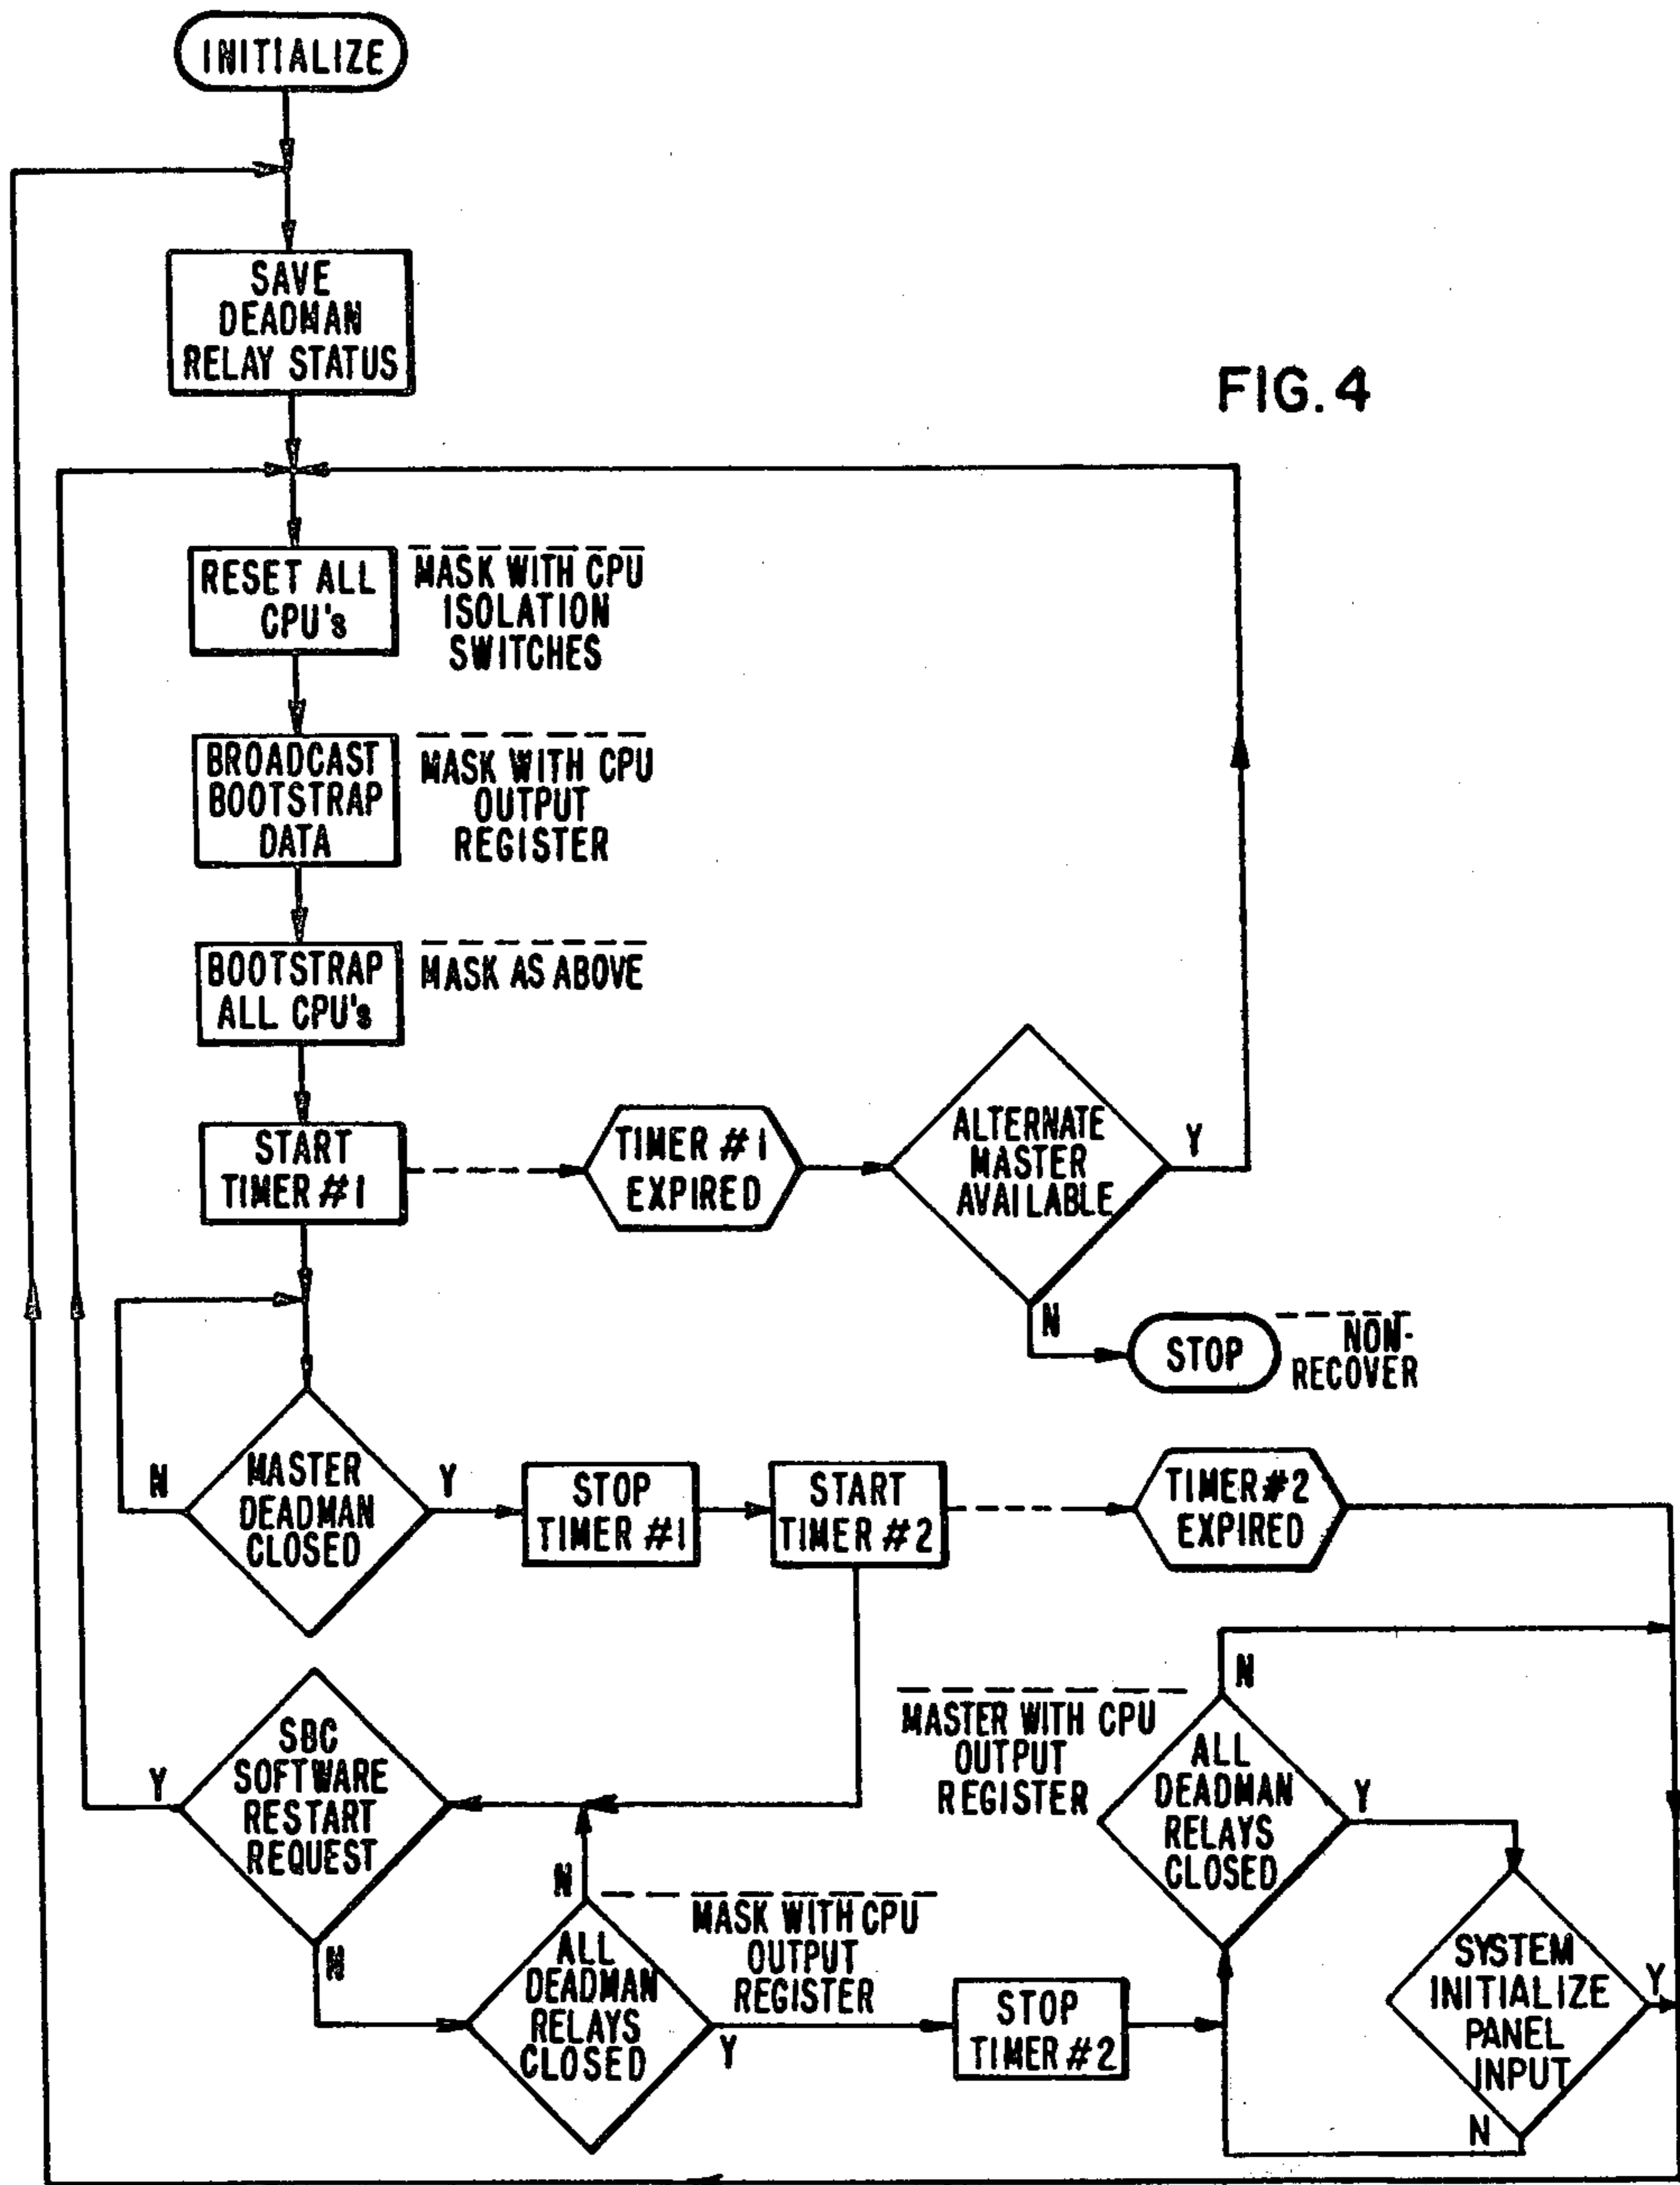 INITIALIZE
SAVE
DEADMAN
RELAY STATUS
FIG. 4
RESET ALL
CPU's
MASK WITH CPU
ISOLATION
SWITCHES
BROADCAST
BOOTSTRAP
DATA
MASK WITH CPU
OUTPUT
REGISTER
BOOTSTRAP
ALL CPU's
MASK AS ABOVE
START
TIMER #1
TIMER #1
EXPIRED
ALTERNATE
MASTER
AVAILABLE
Y
N
STOP
NON-
RECOVER
MASTER
DEADMAN
CLOSED
N
Y
STOP
TIMER #1
START
TIMER #2
TIMER #2
EXPIRED
SBC
SOFTWARE
RESTART
REQUEST
Y
N
MASTER WITH CPU
OUTPUT
REGISTER
N
ALL
DEADMAN
RELAYS
CLOSED
Y
N
MASK WITH CPU
OUTPUT
REGISTER
ALL
DEADMAN
RELAYS
CLOSED
Y
STOP
TIMER #2
SYSTEM
INITIALIZE
PANEL
INPUT
Y
N